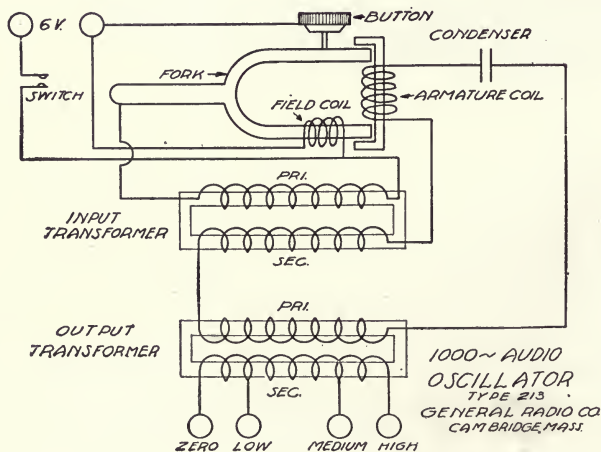 6 V.
BUTTON
CONDENSER
FORK
SWITCH
FIELD COIL
ARMATURE COIL
PRI.
INPUT
TRANSFORMER
SEC.
PRI.
OUTPUT
TRANSFORMER
SEC.
1000~ AUDIO
OSCILLATOR
TYPE 213
GENERAL RADIO CO.
CAMBRIDGE, MASS.
ZERO LOW MEDIUM HIGH